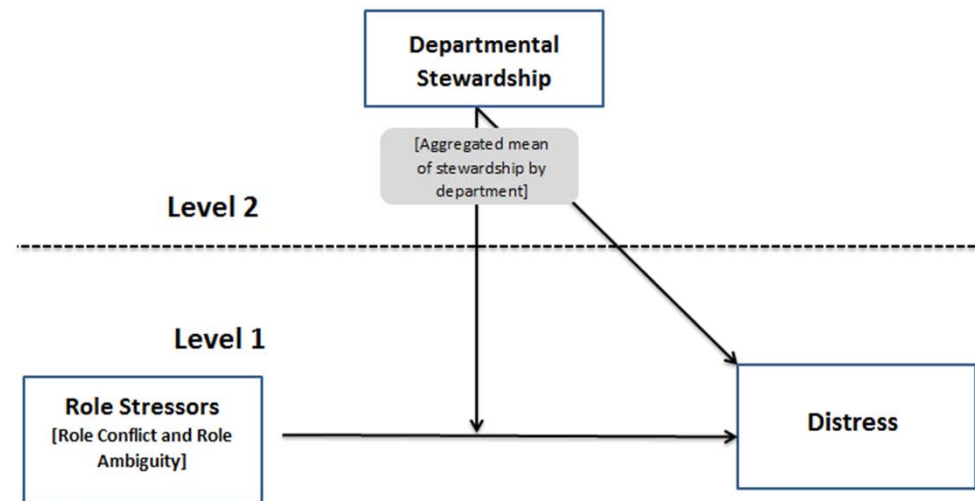 Departmental
Stewardship
[Aggregated mean
of stewardship by
department]
Level 2
Level 1
Role Stressors
[Role Conflict and Role
Ambiguity]
Distress